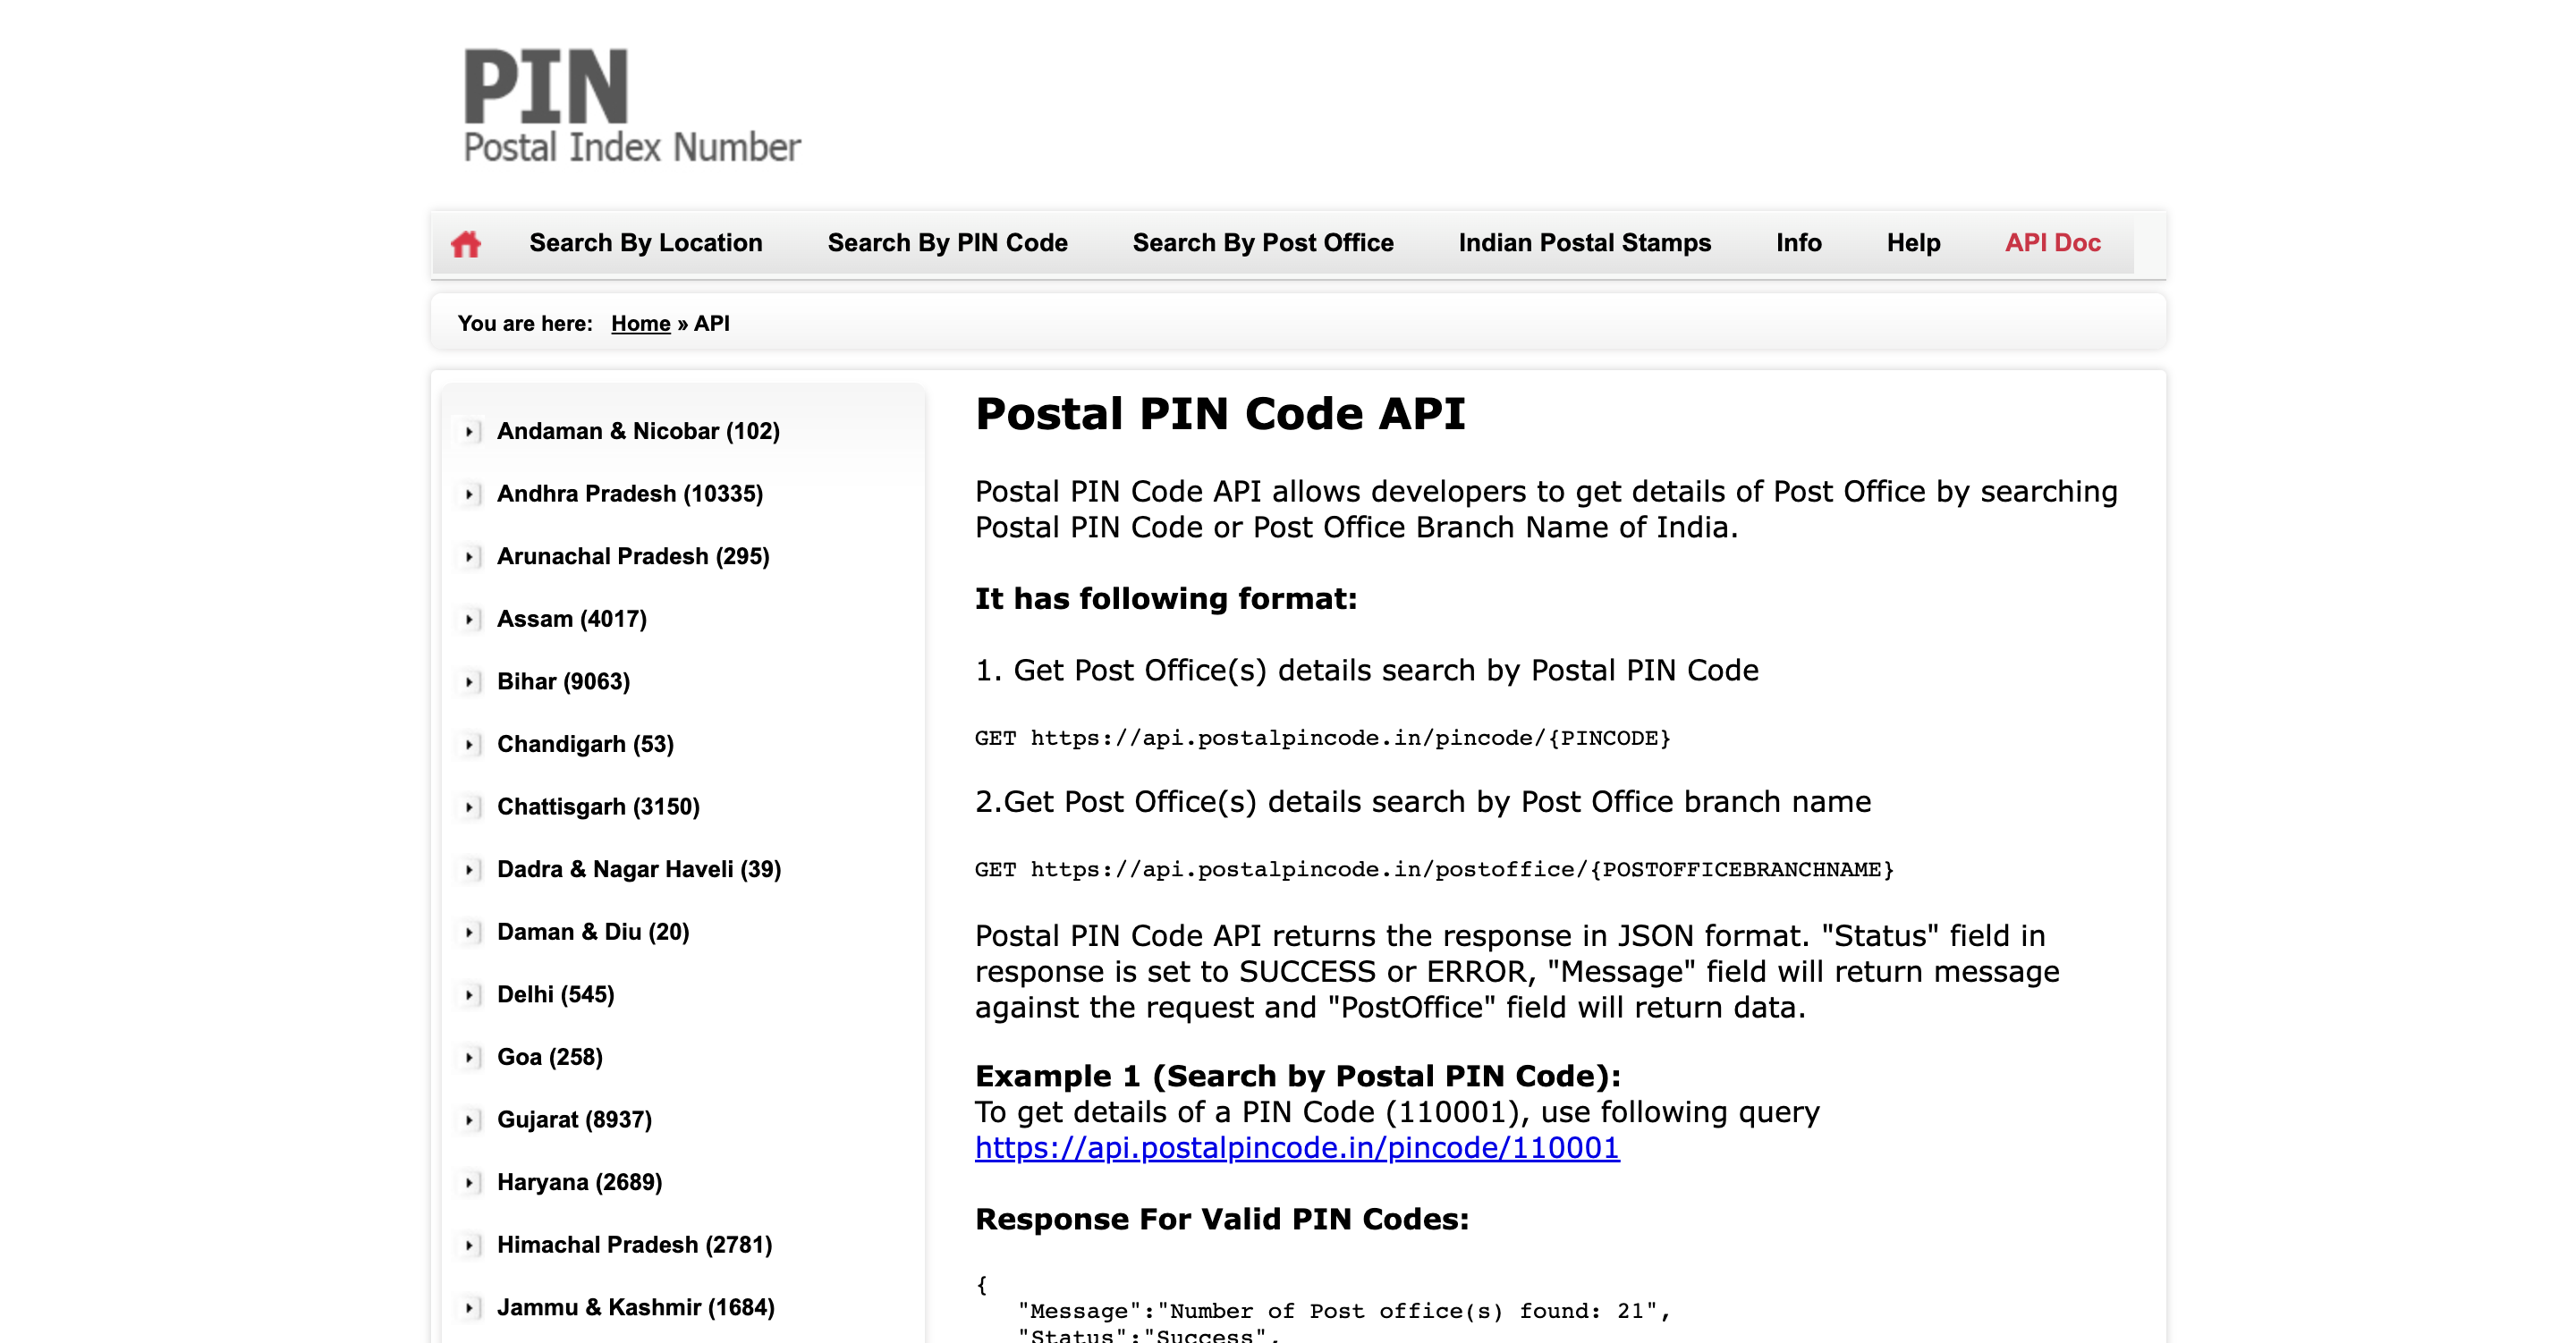 PIN
Postal Index Number
Search By Location Search By PIN Code Search By Post Office Indian Postal Stamps Info Help API Doc
You are here: Home » API
Andaman & Nicobar (102)
Andhra Pradesh (10335)
Arunachal Pradesh (295)
Assam (4017)
Bihar (9063)
Chandigarh (53)
Chattisgarh (3150)
Dadra & Nagar Haveli (39)
Daman & Diu (20)
Delhi (545)
Goa (258)
Gujarat (8937)
Haryana (2689)
Himachal Pradesh (2781)
Jammu & Kashmir (1684)
Postal PIN Code API
Postal PIN Code API allows developers to get details of Post Office by searching
Postal PIN Code or Post Office Branch Name of India.
It has following format:
1. Get Post Office(s) details search by Postal PIN Code
GET https://api.postalpincode.in/pincode/{PINCODE}
2.Get Post Office(s) details search by Post Office branch name
GET https://api.postalpincode.in/postoffice/{POSTOFFICEBRANCHNAME}
Postal PIN Code API returns the response in JSON format. "Status" field in
response is set to SUCCESS or ERROR, "Message" field will return message
against the request and "PostOffice" field will return data.
Example 1 (Search by Postal PIN Code):
To get details of a PIN Code (110001), use following query
https://api.postalpincode.in/pincode/110001
Response For Valid PIN Codes:
{
"Message":"Number of Post office(s) found: 21",
"Status":"Success",